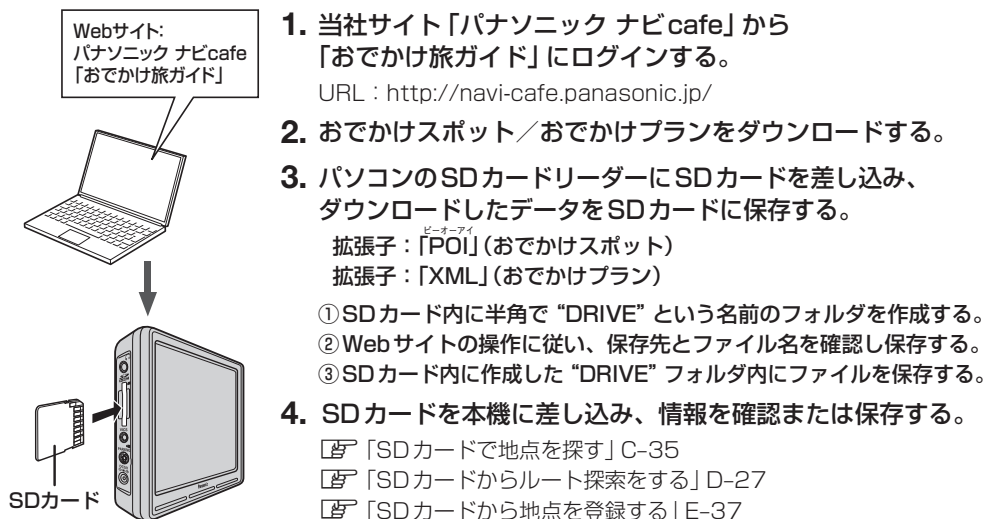 Webサイト:
パナソニック ナビcafe
「おでかけ旅ガイド」
SDカード
1. 当社サイト「パナソニック ナビcafe」から
「おでかけ旅ガイド」にログインする。
URL:http://navi-cafe.panasonic.jp/
2. おでかけスポット/おでかけプランをダウンロードする。
3. パソコンのSDカードリーダーにSDカードを差し込み、
ダウンロードしたデータをSDカードに保存する。
ピーオーアイ
拡張子:「POI」(おでかけスポット)
拡張子:「XML」(おでかけプラン)
①SDカード内に半角で “DRIVE” という名前のフォルダを作成する。
②Webサイトの操作に従い、保存先とファイル名を確認し保存する。
③SDカード内に作成した “DRIVE” フォルダ内にファイルを保存する。
4. SDカードを本機に差し込み、情報を確認または保存する。
「SDカードで地点を探す」C-35
「SDカードからルート探索をする」D-27
「SDカードから地点を登録する」E-37